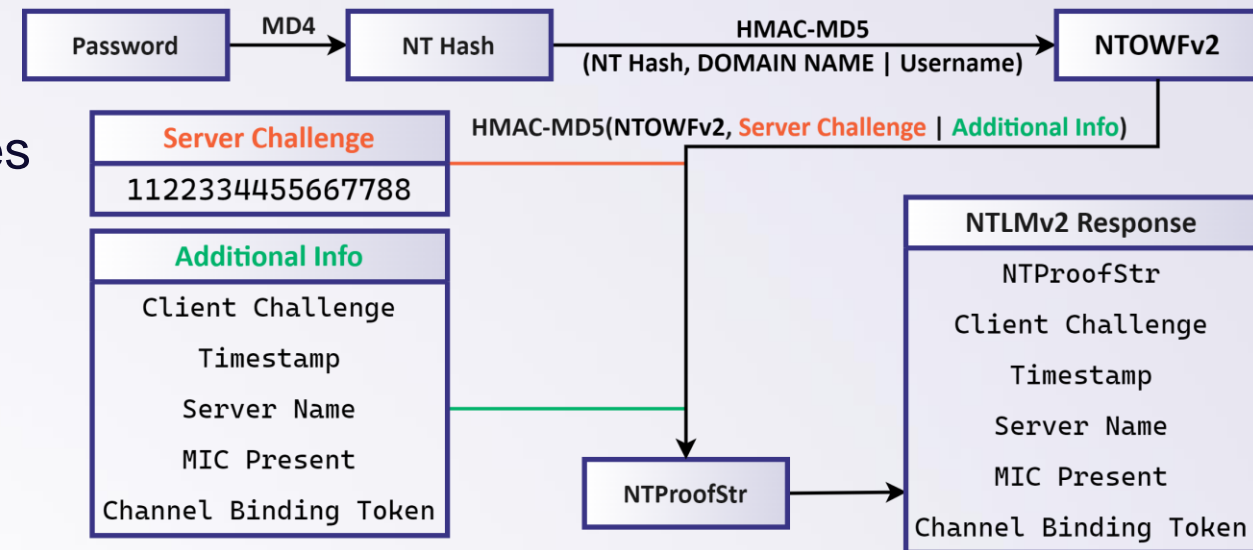 Password
MD4
NT Hash
HMAC-MD5
(NT Hash, DOMAIN NAME | Username)
NTOWFv2
es
Server Challenge
1122334455667788
HMAC-MD5(NTOWFv2, Server Challenge | Additional Info)
Additional Info
Client Challenge
Timestamp
Server Name
MIC Present
Channel Binding Token
NTProofStr
NTLMv2 Response
NTProofStr
Client Challenge
Timestamp
Server Name
MIC Present
Channel Binding Token